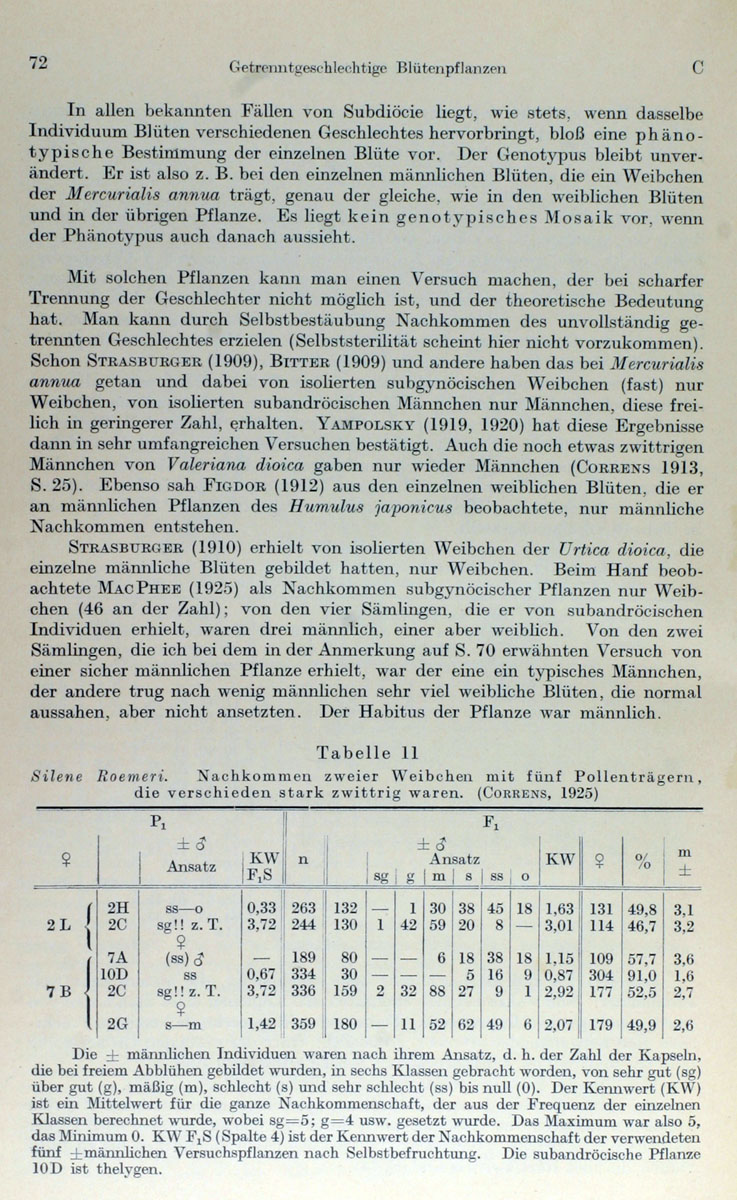 72 Getrenntgeschlechtige Blütenpflanzen C
In allen bekannten Fällen von Subdiöcie liegt, wie stets, wenn dasselbe
Individuum Blüten verschiedenen Geschlechtes hervorbringt, bloß eine phäno-
typische Bestimmung der einzelnen Blüte vor. Der Genotypus bleibt unver-
ändert. Er ist also z. B. bei den einzelnen männlichen Blüten, die ein Weibchen
der Mercurialis annua trägt, genau der gleiche, wie in den weiblichen Blüten
und in der übrigen Pflanze. Es liegt kein genotypisches Mosaik vor, wenn
der Phänotypus auch danach aussieht.
Mit solchen Pflanzen kann man einen Versuch machen, der bei scharfer
Trennung der Geschlechter nicht möglich ist, und der theoretische Bedeutung
hat. Man kann durch Selbstbestäubung Nachkommen des unvollständig ge-
trennten Geschlechtes erzielen (Selbststerilität scheint hier nicht vorzukommen).
Schon STRASBURGER (1909), BITTER (1909) und andere haben das bei Mercurialis
annua getan und dabei von isolierten subgynöcischen Weibchen (fast) nur
Weibchen, von isolierten subandröcischen Männchen nur Männchen, diese frei-
lich in geringerer Zahl, erhalten. YAMPOLSKY (1919, 1920) hat diese Ergebnisse
dann in sehr umfangreichen Versuchen bestätigt. Auch die noch etwas zwittrigen
Männchen von Valeriana dioica gaben nur wieder Männchen (CORRENS 1913,
S. 25). Ebenso sah FIGDOR (1912) aus den einzelnen weiblichen Blüten, die er
an männlichen Pflanzen des Humulus japonicus beobachtete, nur männliche
Nachkommen entstehen.
STRASBURGER (1910) erhielt von isolierten Weibchen der Urtica dioica, die
einzelne männliche Blüten gebildet hatten, nur Weibchen. Beim Hanf beob-
achtete MACPHEE (1925) als Nachkommen subgynöcischer Pflanzen nur Weib-
chen (46 an der Zahl); von den vier Sämlingen, die er von subandröcischen
Individuen erhielt, waren drei männlich, einer aber weiblich. Von den zwei
Sämlingen, die ich bei dem in der Anmerkung auf S. 70 erwähnten Versuch von
einer sicher männlichen Pflanze erhielt, war der eine ein typisches Männchen,
der andere trug nach wenig männlichen sehr viel weibliche Blüten, die normal
aussahen, aber nicht ansetzten. Der Habitus der Pflanze war männlich.
Tabelle 11
Silene Roemeri. Nachkommen zweier Weibchen mit fünf Pollenträgern,
die verschieden stark zwittrig waren. (CORRENS, 1925)
P₁ F₁
♀ ± ♂ Ansatz KW F₁S n ± ♂ Ansatz KW ♀ % m ±
sg g m s ss o
2 L 2H ss—o 0,33 263 132 — 1 30 38 45 18 1,63 131 49,8 3,1
2C sg!! z. T. ♀ 3,72 244 130 1 42 59 20 8 — 3,01 114 46,7 3,2
7 B 7A (ss) ♂ — 189 80 — — 6 18 38 18 1,15 109 57,7 3,6
10D ss 0,67 334 30 — — — 5 16 9 0,87 304 91,0 1,6
2C sg!! z. T. ♀ 3,72 336 159 2 32 88 27 9 1 2,92 177 52,5 2,7
2G s—m 1,42 359 180 — 11 52 62 49 6 2,07 179 49,9 2,6
Die ± männlichen Individuen waren nach ihrem Ansatz, d. h. der Zahl der Kapseln,
die bei freiem Abblühen gebildet wurden, in sechs Klassen gebracht worden, von sehr gut (sg)
über gut (g), mäßig (m), schlecht (s) und sehr schlecht (ss) bis null (0). Der Kennwert (KW)
ist ein Mittelwert für die ganze Nachkommenschaft, der aus der Frequenz der einzelnen
Klassen berechnet wurde, wobei sg=5; g=4 usw. gesetzt wurde. Das Maximum war also 5,
das Minimum 0. KW F₁S (Spalte 4) ist der Kennwert der Nachkommenschaft der verwendeten
fünf ±männlichen Versuchspflanzen nach Selbstbefruchtung. Die subandröcische Pflanze
10D ist thelygen.